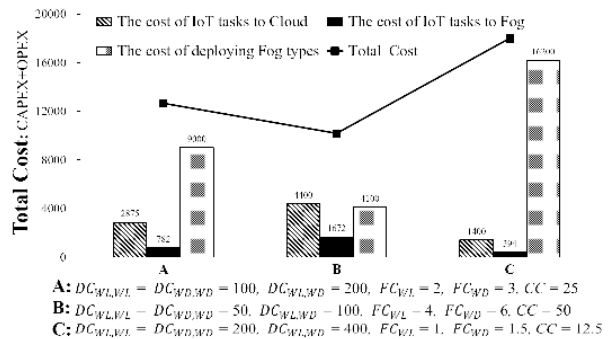 The cost of IoT tasks to Cloud
The cost of IoT tasks to Fog
The cost of deploying Fog types
Total Cost
Total Cost: CAPEX+OPEX
20000
16000
12000
8000
4000
0
2875
782
9000
4400
1672
1400
394
A
B
C
A: DC_{WL,WL} = DC_{WD,WD} = 100, DC_{WL,WD} = 200, FC_{WL} = 2, FC_{WD} = 3, CC = 25
B: DC_{WL,WL} = DC_{WD,WD} = 50, DC_{WL,WD} = 100, FC_{WL} = 4, FC_{WD} = 6, CC = 50
C: DC_{WL,WL} = DC_{WD,WD} = 200, DC_{WL,WD} = 400, FC_{WL} = 1, FC_{WD} = 1.5, CC = 12.5